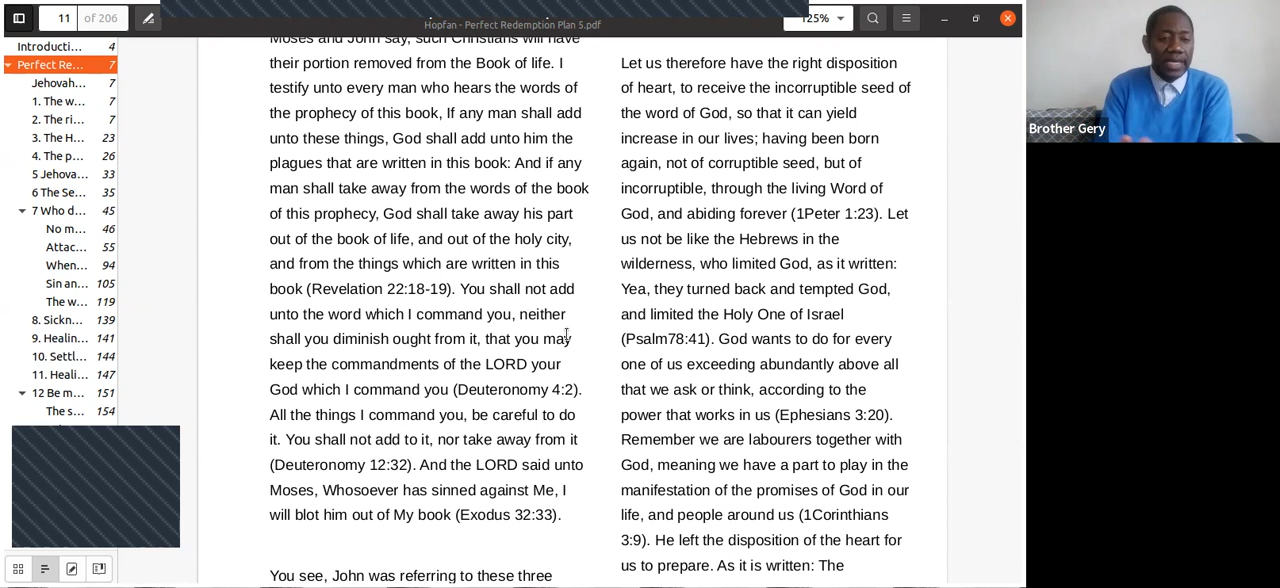 11
of 206
Hopfan - Perfect Redemption Plan 5.pdf
125%
Introducti... 4
Perfect Re... 7
Jehovah... 7
1. The w... 7
2. The ri... 7
3. The H... 23
4. The p... 26
5 Jehova... 33
6 The Se... 35
7 Who d... 45
No m... 46
Attac... 55
When... 94
Sin an... 105
The w... 119
8. Sickn... 139
9. Healin... 141
10. Settl... 144
11. Heali... 147
12 Be m... 151
The s... 154
Moses and John say, such Christians will have
their portion removed from the Book of life. I
testify unto every man who hears the words of
the prophecy of this book, If any man shall add
unto these things, God shall add unto him the
plagues that are written in this book: And if any
man shall take away from the words of the book
of this prophecy, God shall take away his part
out of the book of life, and out of the holy city,
and from the things which are written in this
book (Revelation 22:18-19). You shall not add
unto the word which I command you, neither
shall you diminish ought from it, that you may
keep the commandments of the LORD your
God which I command you (Deuteronomy 4:2).
All the things I command you, be careful to do
it. You shall not add to it, nor take away from it
(Deuteronomy 12:32). And the LORD said unto
Moses, Whosoever has sinned against Me, I
will blot him out of My book (Exodus 32:33).
You see, John was referring to these three
Let us therefore have the right disposition
of heart, to receive the incorruptible seed of
the word of God, so that it can yield
increase in our lives; having been born
again, not of corruptible seed, but of
incorruptible, through the living Word of
God, and abiding forever (1Peter 1:23). Let
us not be like the Hebrews in the
wilderness, who limited God, as it written:
Yea, they turned back and tempted God,
and limited the Holy One of Israel
(Psalm78:41). God wants to do for every
one of us exceeding abundantly above all
that we ask or think, according to the
power that works in us (Ephesians 3:20).
Remember we are labourers together with
God, meaning we have a part to play in the
manifestation of the promises of God in our
life, and people around us (1Corinthians
3:9). He left the disposition of the heart for
us to prepare. As it is written: The
Brother Gery